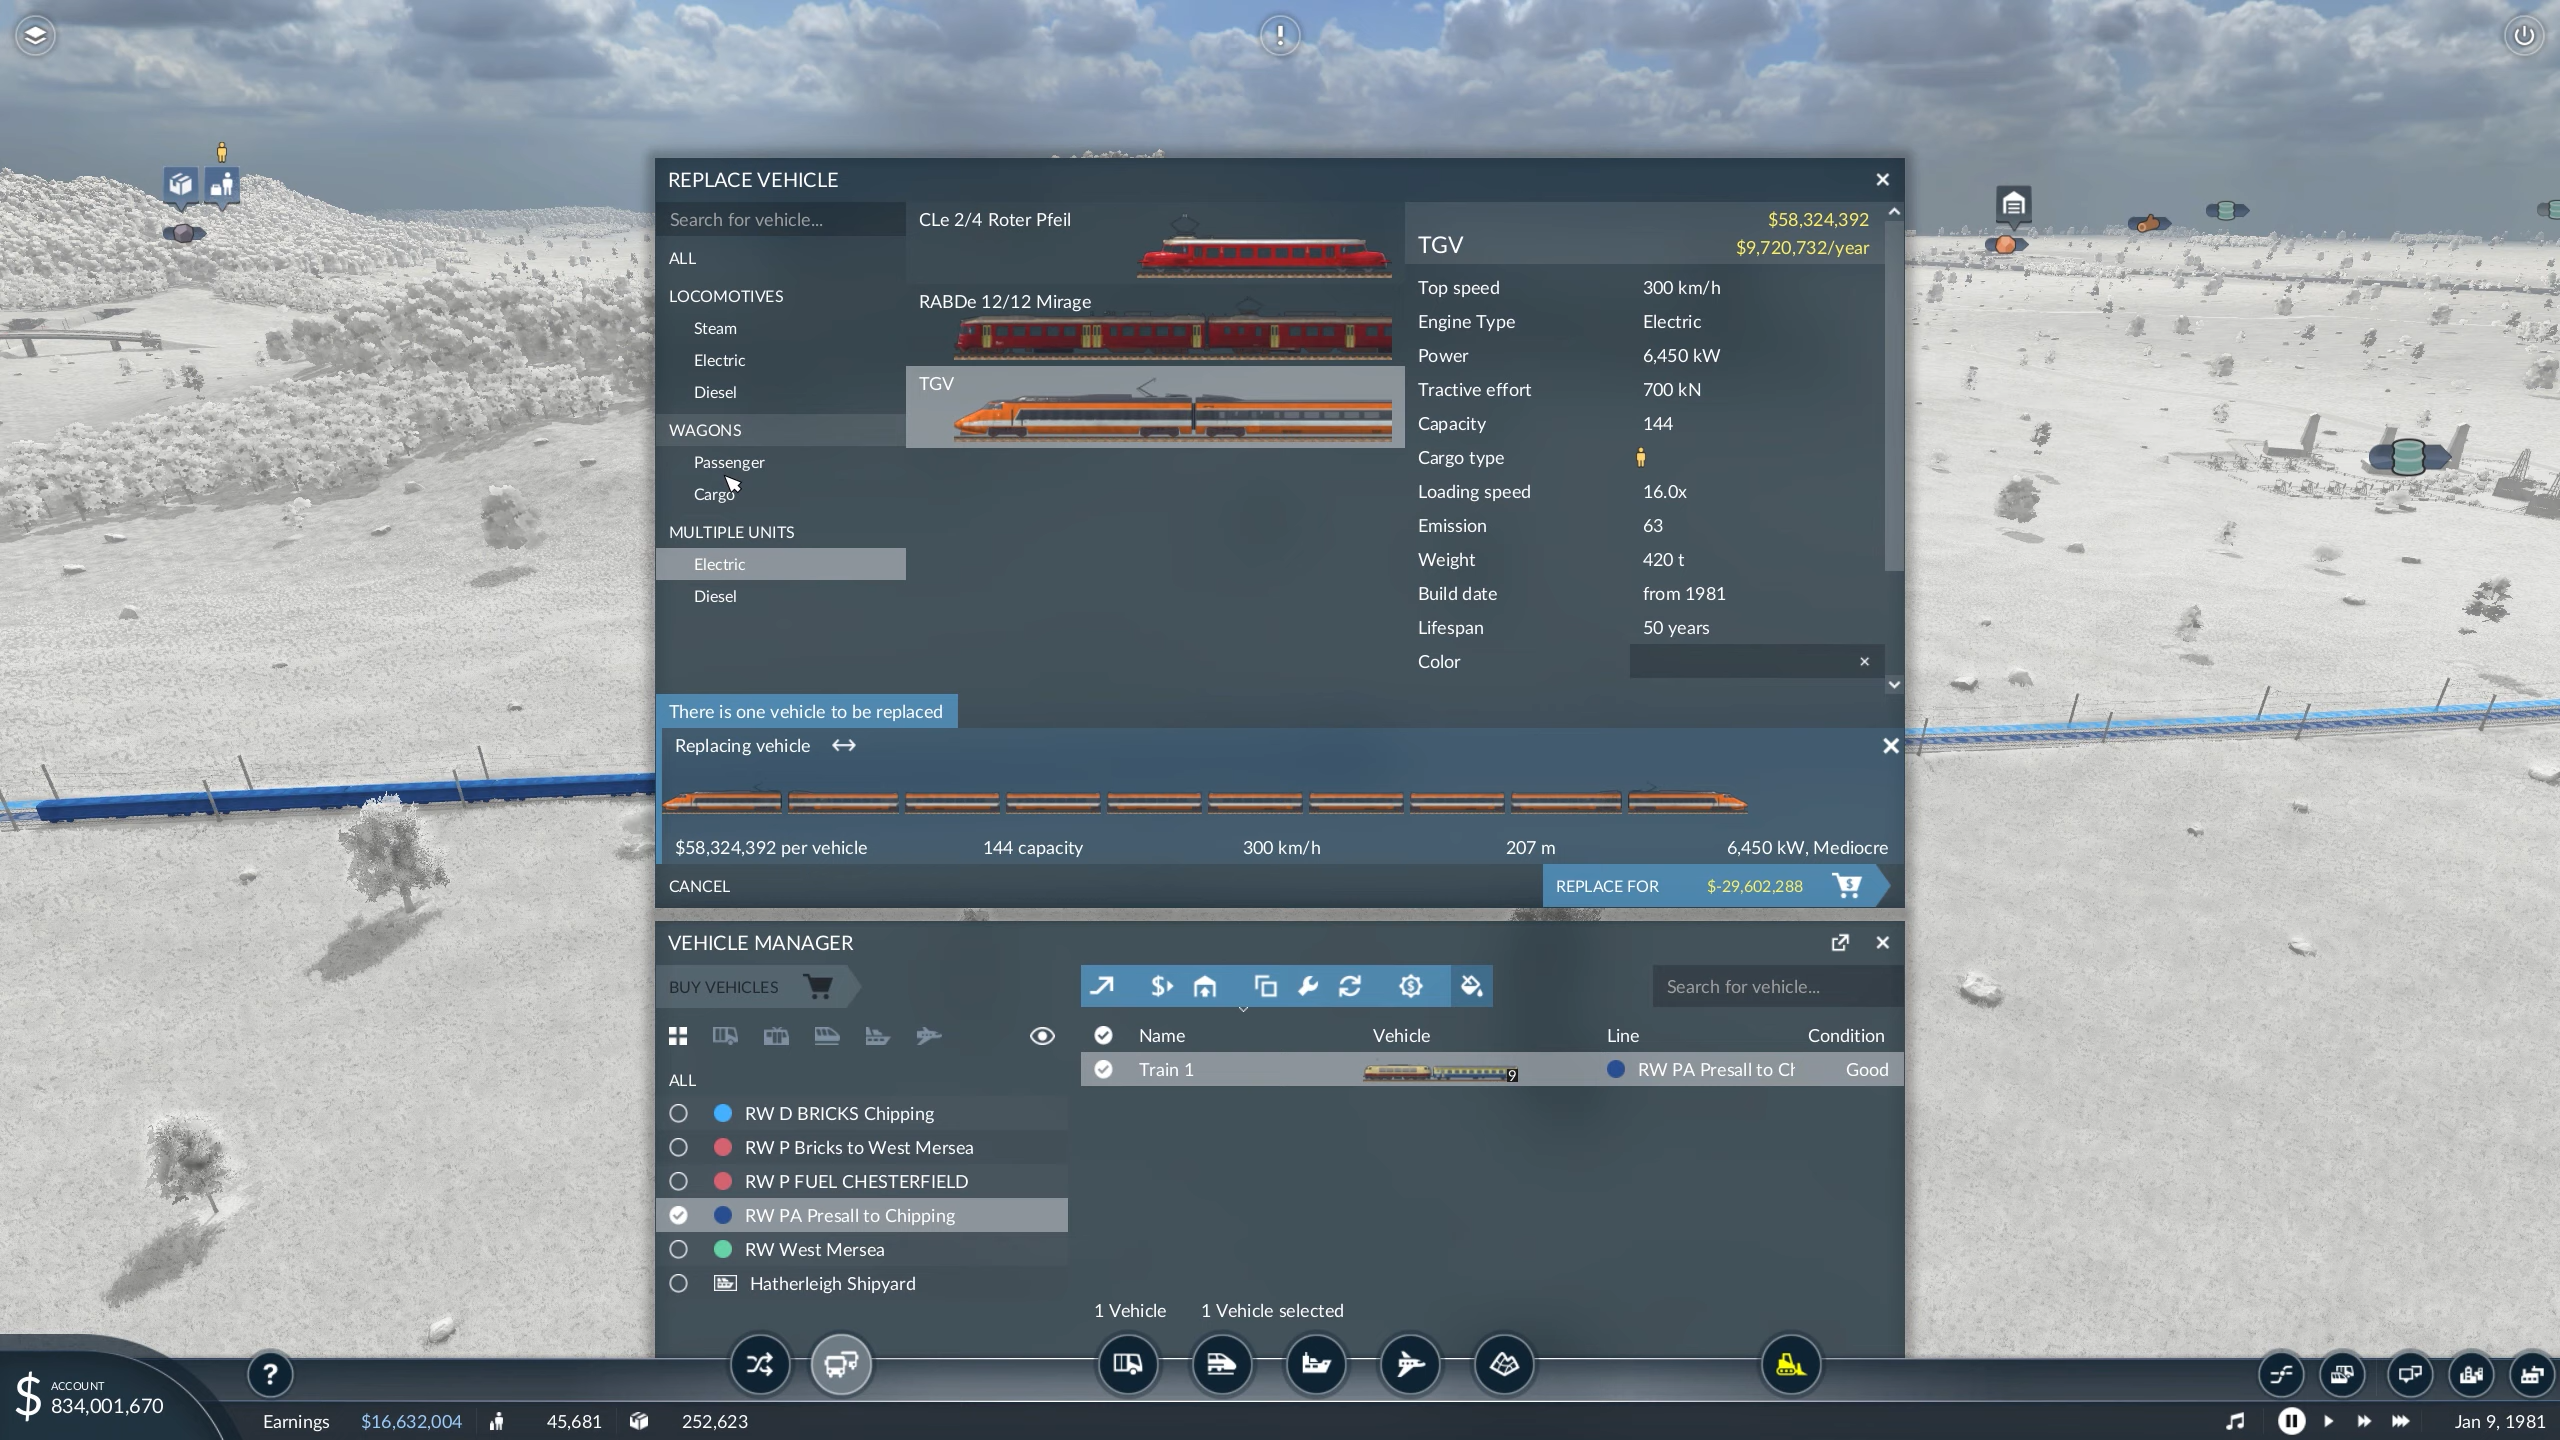 REPLACE VEHICLE
Search for vehicle...
ALL
LOCOMOTIVES
Steam
Electric
Diesel
WAGONS
Passenger
Cargo
MULTIPLE UNITS
Electric
Diesel
CLe 2/4 Roter Pfeil
RABDe 12/12 Mirage
TGV
$58,324,392
TGV
$9,720,732/year
Top speed 300 km/h
Engine Type Electric
Power 6,450 kW
Tractive effort 700 kN
Capacity 144
Cargo type
Loading speed 16.0x
Emission 63
Weight 420 t
Build date from 1981
Lifespan 50 years
Color
There is one vehicle to be replaced
Replacing vehicle
$58,324,392 per vehicle 144 capacity 300 km/h 207 m 6,450 kW, Mediocre
CANCEL
REPLACE FOR $-29,602,288
VEHICLE MANAGER
BUY VEHICLES
Search for vehicle...
ALL
RW D BRICKS Chipping
RW P Bricks to West Mersea
RW P FUEL CHESTERFIELD
RW PA Presall to Chipping
RW West Mersea
Hatherleigh Shipyard
Name Vehicle Line Condition
Train 1 9 RW PA Presall to Ch Good
1 Vehicle 1 Vehicle selected
ACCOUNT
$ 834,001,670
?
Earnings $16,632,004 45,681 252,623
Jan 9, 1981